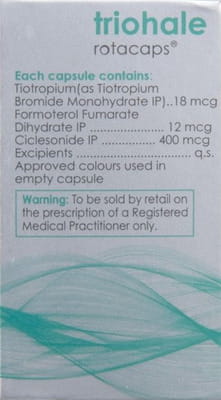 triohale
rotacaps®
Each capsule contains:
Tiotropium(as Tiotropium
Bromide Monohydrate IP)..18 mcg
Formoterol Fumarate
Dihydrate IP ...................... 12 mcg
Ciclesonide IP ................ 400 mcg
Excipients ............................ q.s.
Approved colours used in
empty capsule
Warning: To be sold by retail on
the prescription of a Registered
Medical Practitioner only.